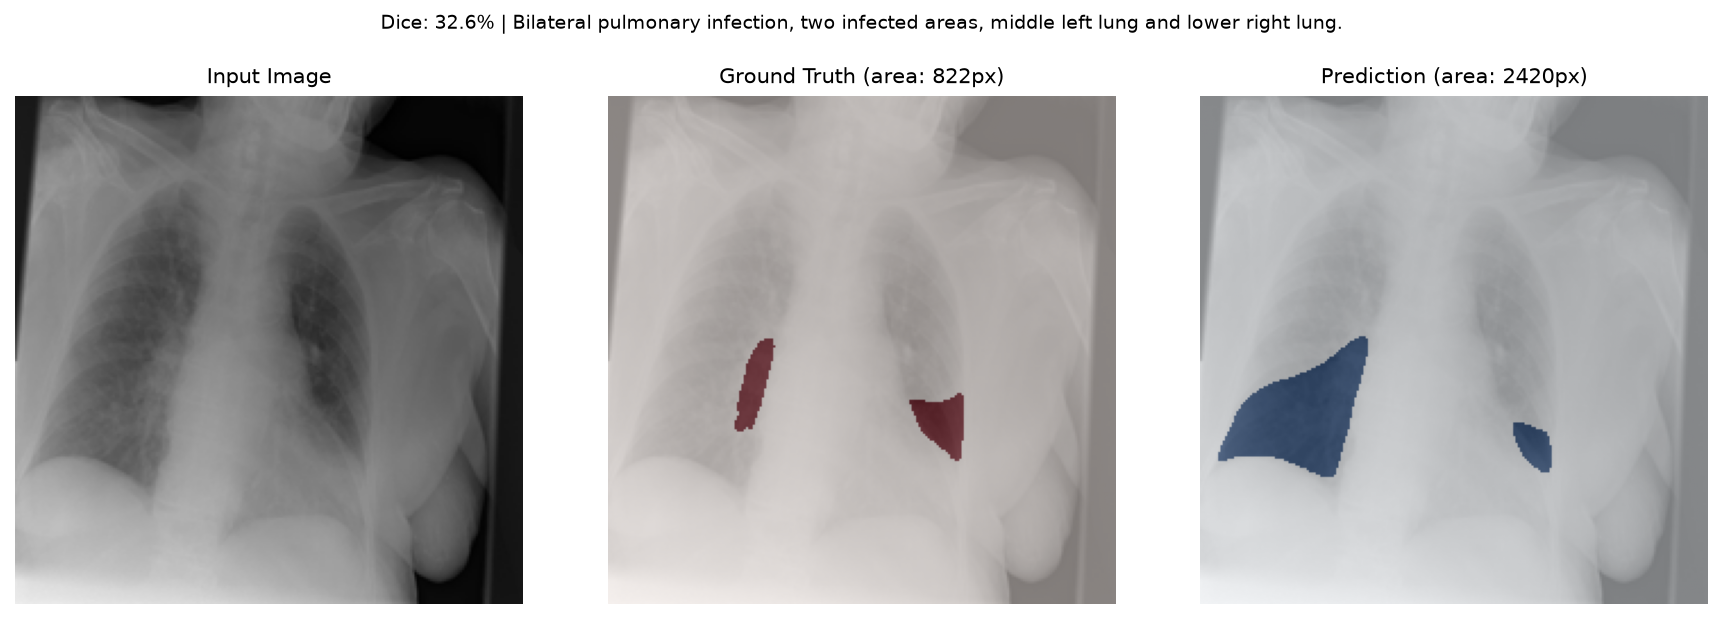 Dice: 32.6% | Bilateral pulmonary infection, two infected areas, middle left lung and lower right lung.
Input Image
Ground Truth (area: 822px)
Prediction (area: 2420px)